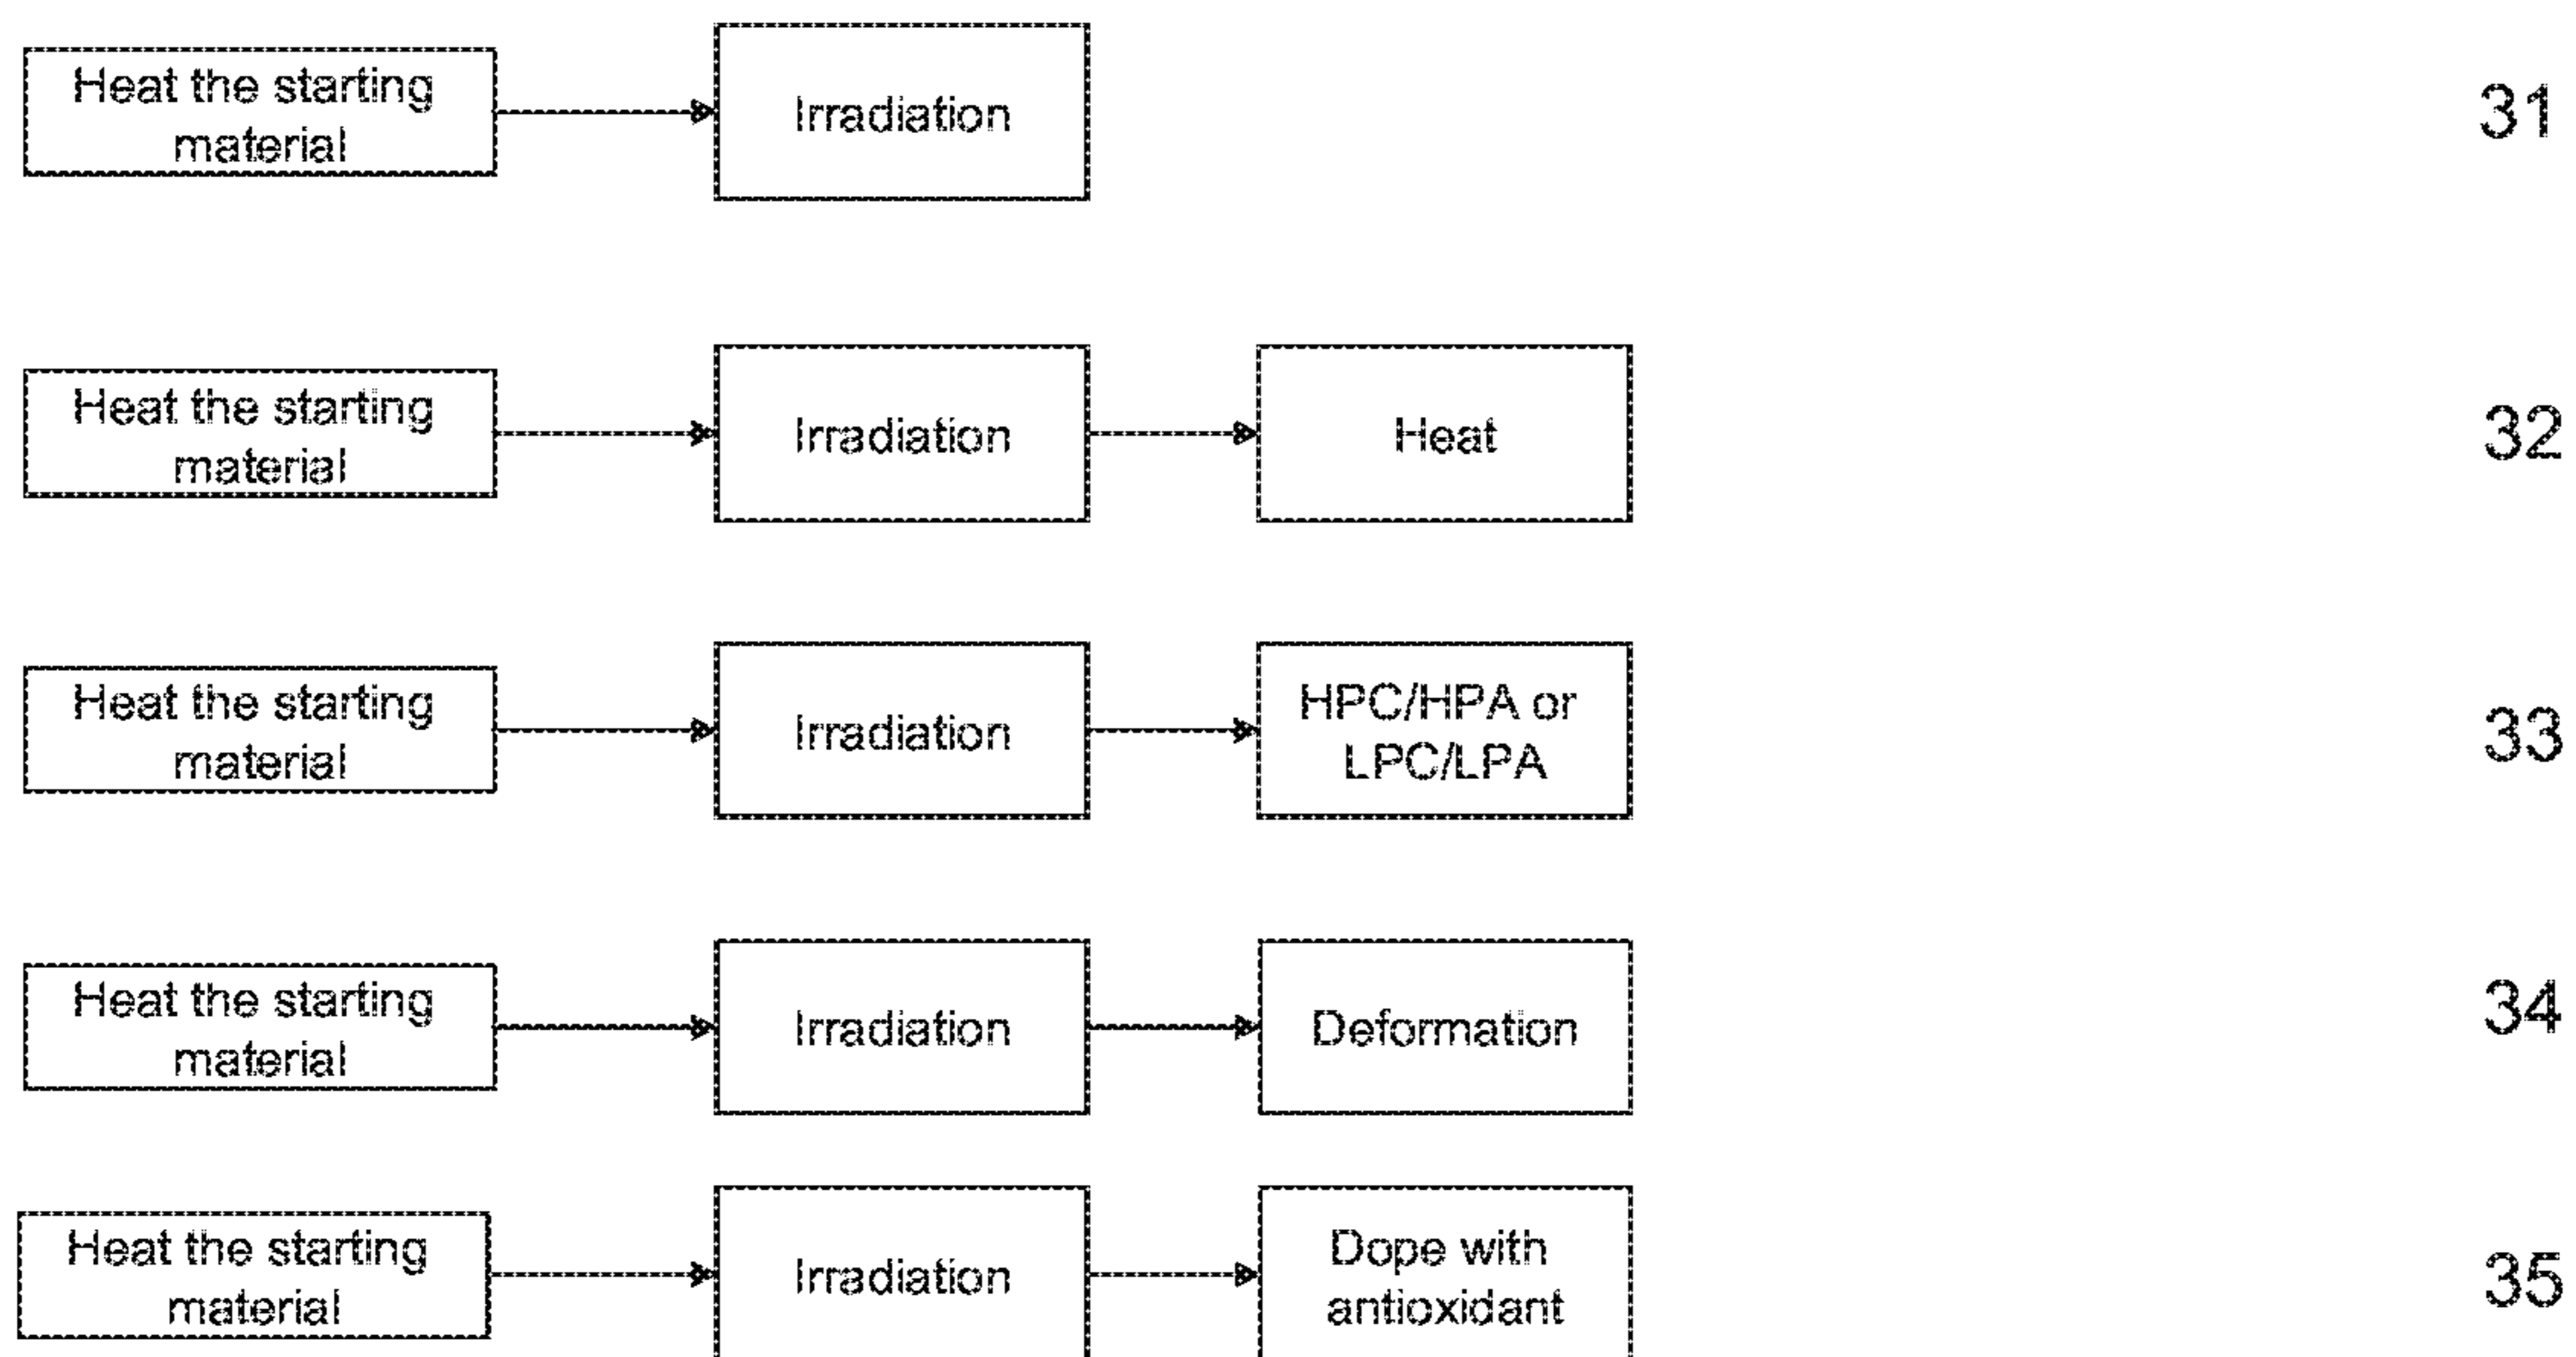 Heat the starting
material
Irradiation
31
Heat the starting
material
Irradiation
Heat
32
Heat the starting
material
Irradiation
HPC/HPA or
LPC/LPA
33
Heat the starting
material
Irradiation
Deformation
34
Heat the starting
material
Irradiation
Dope with
antioxidant
35